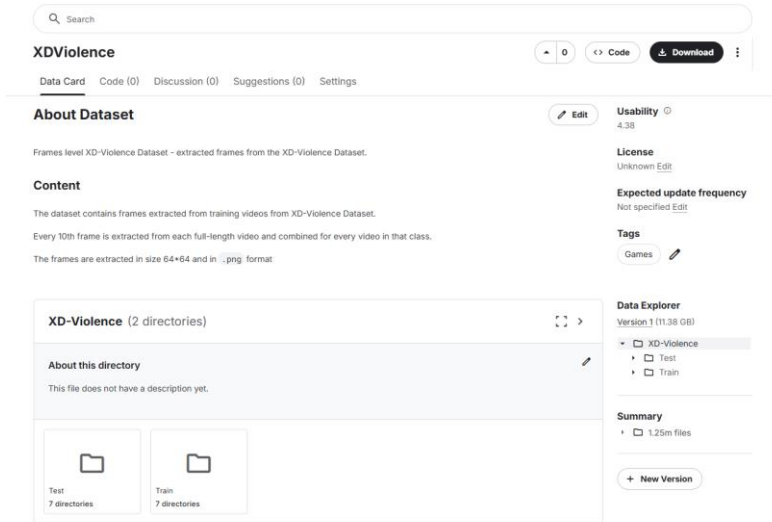 Search
XDViolence
0
<> Code
Download
Data Card Code (0) Discussion (0) Suggestions (0) Settings
About Dataset
Edit
Frames level XD-Violence Dataset - extracted frames from the XD-Violence Dataset.
Content
The dataset contains frames extracted from training videos from XD-Violence Dataset.
Every 10th frame is extracted from each full-length video and combined for every video in that class.
The frames are extracted in size 64*64 and in .png format
XD-Violence (2 directories)
About this directory
This file does not have a description yet.
Test
7 directories
Train
7 directories
Usability
4.38
License
Unknown Edit
Expected update frequency
Not specified Edit
Tags
Games
Data Explorer
Version 1 (11.38 GB)
XD-Violence
Test
Train
Summary
1.25m files
+ New Version